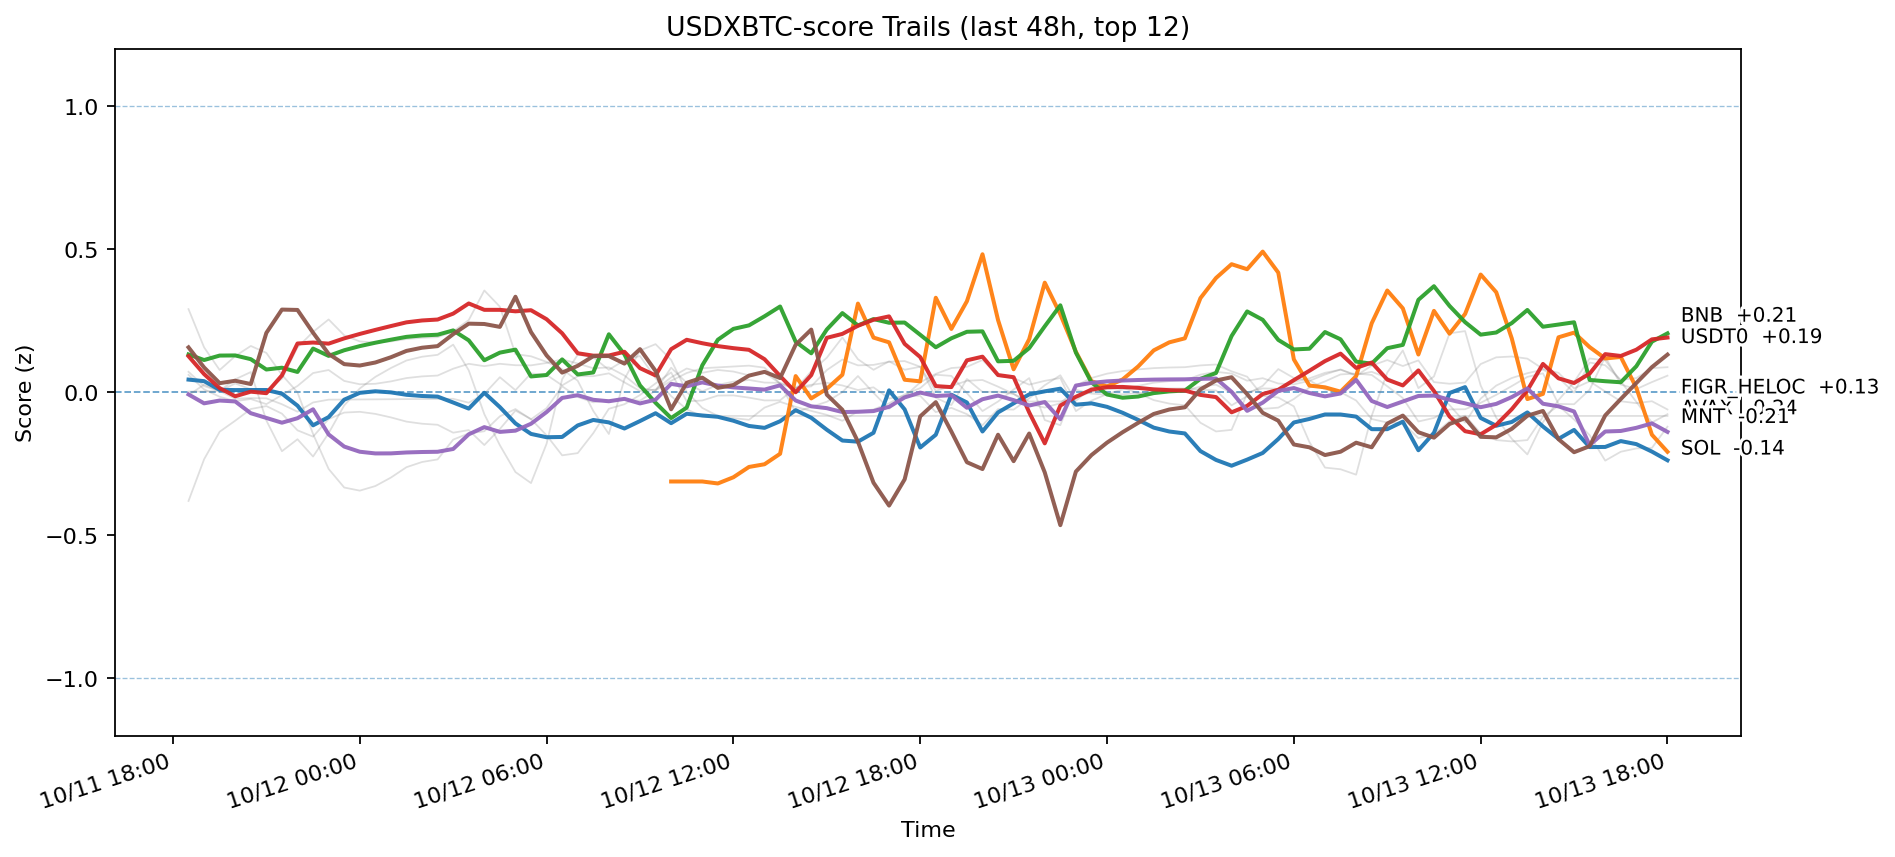 USDXBTC-score Trails (last 48h, top 12)
Score (z)
1.0
0.5
0.0
−0.5
−1.0
BNB +0.21
USDT0 +0.19
FIGR_HELOC +0.13
AVAX -0.24
MNT -0.21
SOL -0.14
10/11 18:00
10/12 00:00
10/12 06:00
10/12 12:00
10/12 18:00
10/13 00:00
10/13 06:00
10/13 12:00
10/13 18:00
Time